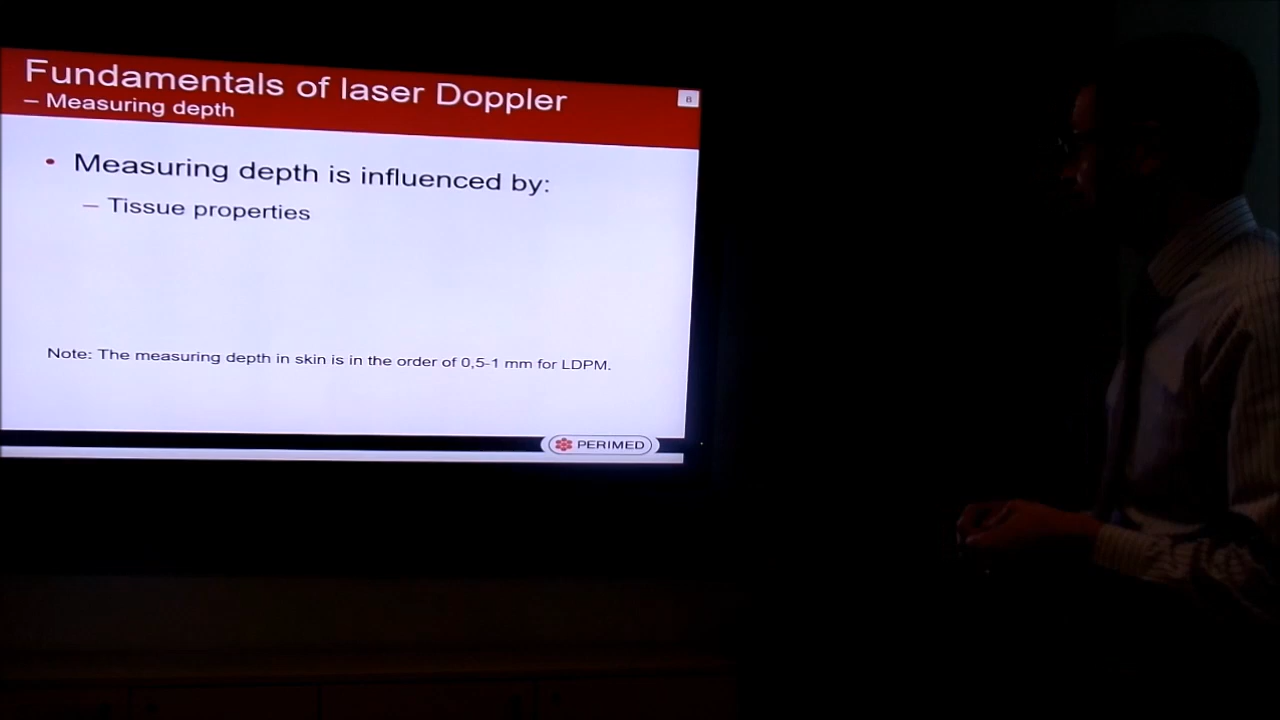 Fundamentals of laser Doppler
– Measuring depth
• Measuring depth is influenced by:
– Tissue properties
Note: The measuring depth in skin is in the order of 0,5-1 mm for LDPM.
PERIMED